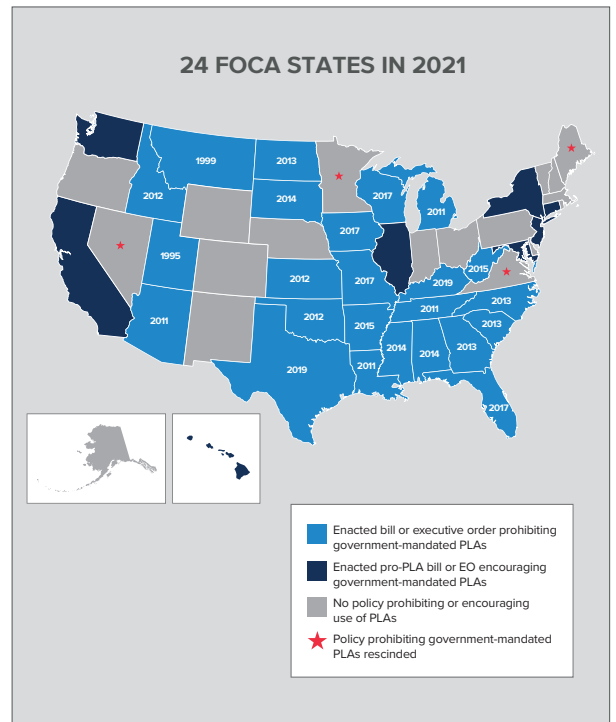 24 FOCA STATES IN 2021
1999
2013
2012
2014
2017
2011
2017
1995
2012
2017
2019
2015
2011
2012
2015
2011
2013
2013
2019
2011
2014
2014
2013
2017
Enacted bill or executive order prohibiting
government-mandated PLAs
Enacted pro-PLA bill or EO encouraging
government-mandated PLAs
No policy prohibiting or encouraging
use of PLAs
Policy prohibiting government-mandated
PLAs rescinded